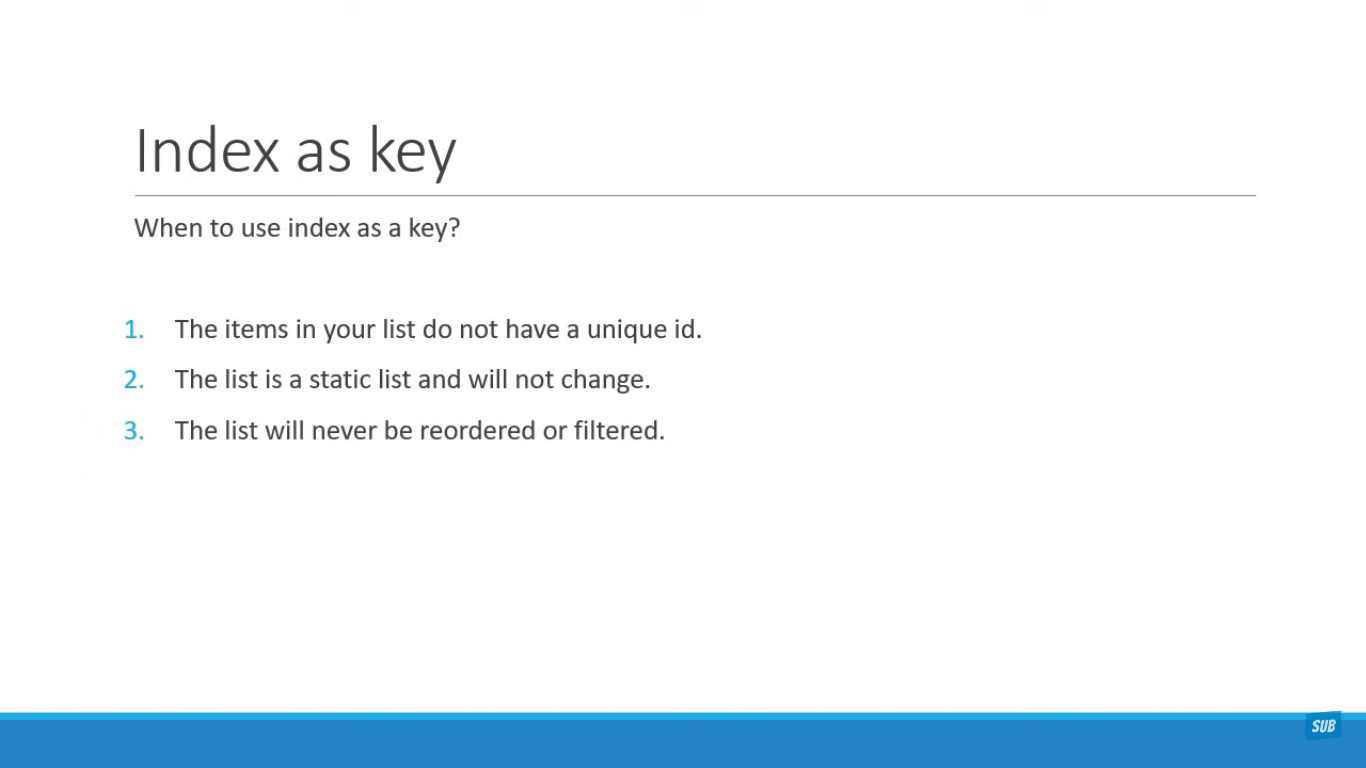 Index as key
When to use index as a key?
1. The items in your list do not have a unique id.
2. The list is a static list and will not change.
3. The list will never be reordered or filtered.
SUB